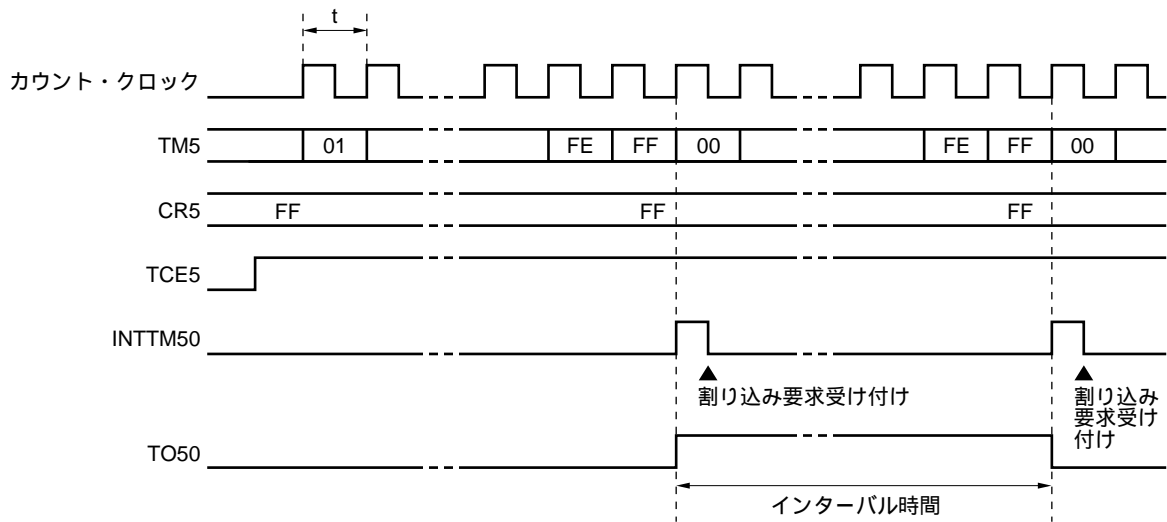 t
カウント・クロック
TM5 01 FE FF 00 FE FF 00
CR5 FF FF FF
TCE5
INTTM50
割り込み要求受け付け
割り込み
要求受け
付け
TO50
インターバル時間